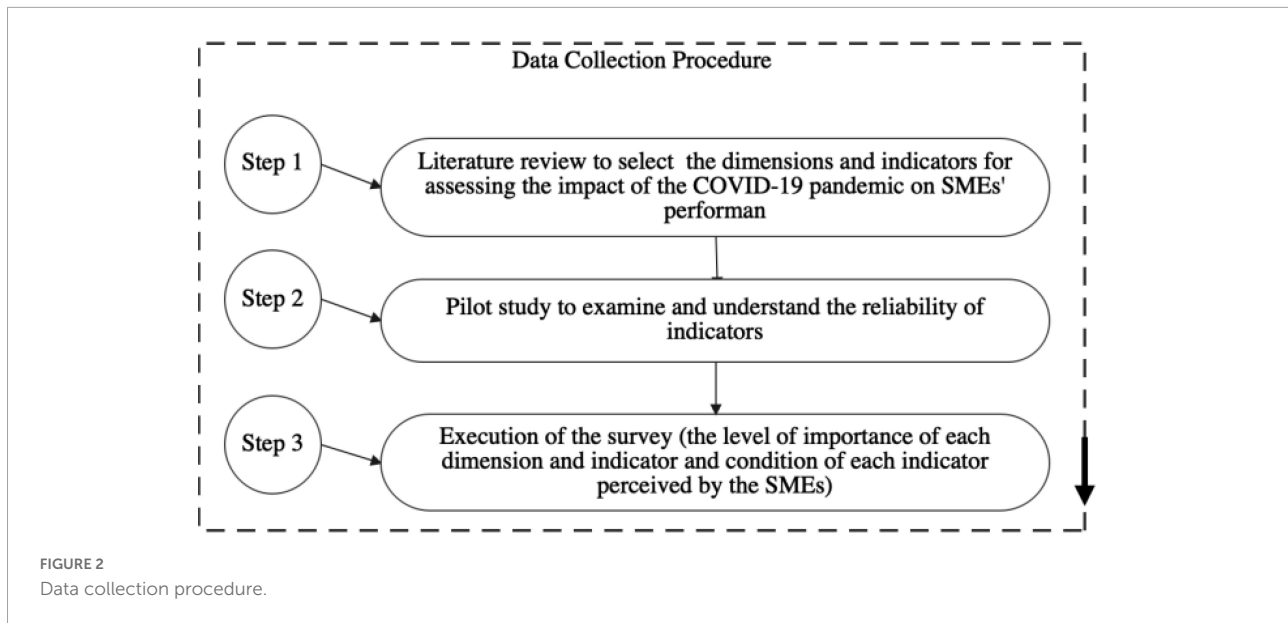 Data Collection Procedure
Step 1
Literature review to select the dimensions and indicators for
assessing the impact of the COVID-19 pandemic on SMEs'
performan
Step 2
Pilot study to examine and understand the reliability of
indicators
Step 3
Execution of the survey (the level of importance of each
dimension and indicator and condition of each indicator
perceived by the SMEs)
FIGURE 2
Data collection procedure.